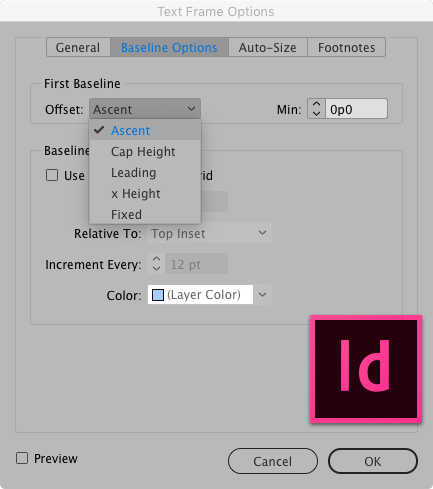 Text Frame Options
General Baseline Options Auto-Size Footnotes
First Baseline
Offset: Ascent Min: 0p0
Ascent
Cap Height
Leading
x Height
Fixed
Baseline
Use rid
Relative To: Top Inset
Increment Every: 12 pt
Color: (Layer Color)
Id
Preview Cancel OK